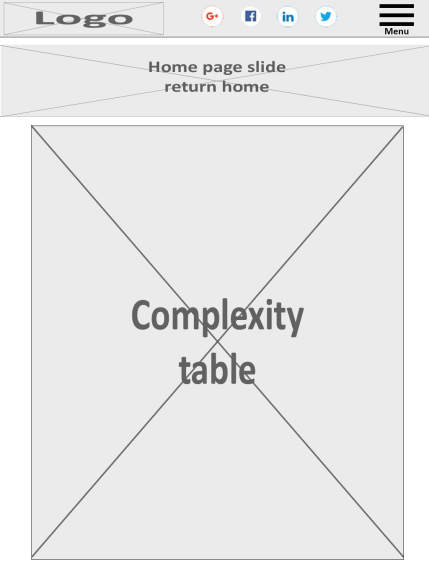 Logo
G+
f
in
Menu
Home page slide
return home
Complexity
table